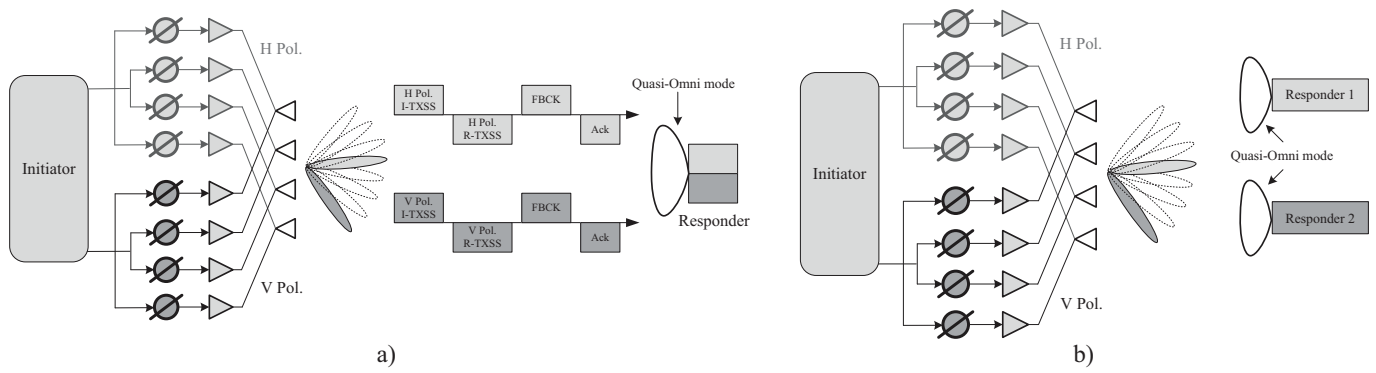 H Pol.
Initiator
V Pol.
H Pol.
I-TXSS
H Pol.
R-TXSS
FBCK
Ack
V Pol.
I-TXSS
V Pol.
R-TXSS
FBCK
Ack
Quasi-Omni mode
Responder
a)
H Pol.
Initiator
V Pol.
Responder 1
Quasi-Omni mode
Responder 2
b)